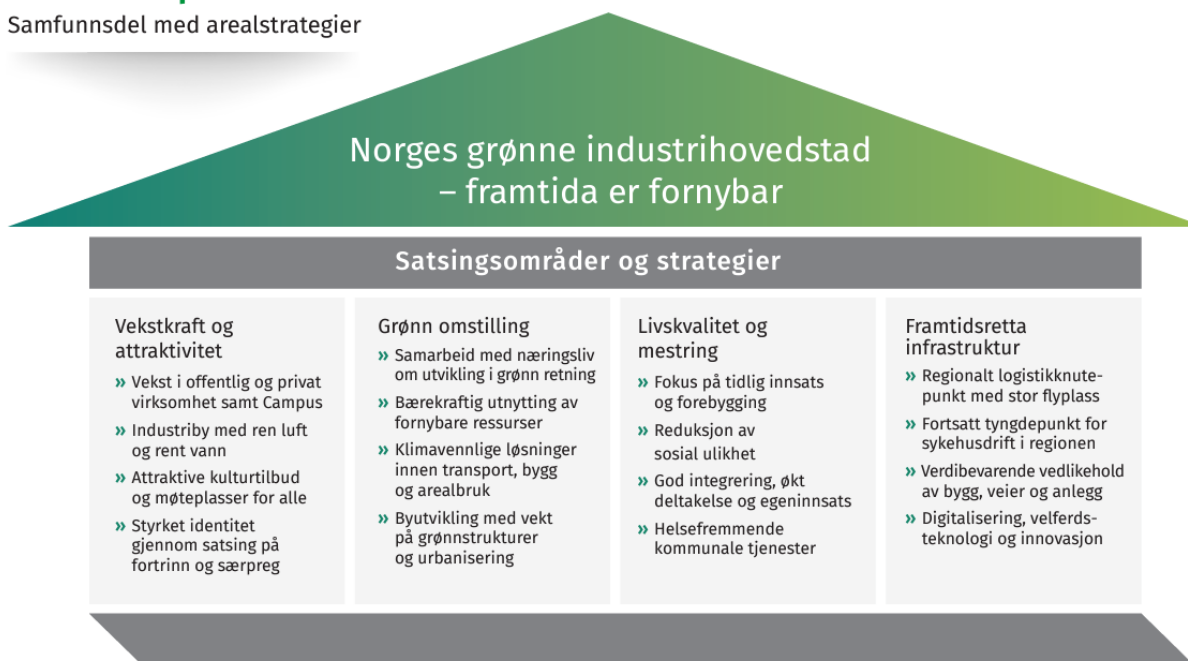 Samfunnsdel med arealstrategier
Norges grønne industrihovedstad
– framtida er fornybar
Satsingsområder og strategier
Vekstkraft og
attraktivitet
» Vekst i offentlig og privat
virksomhet samt Campus
» Industriby med ren luft
og rent vann
» Attraktive kulturtilbud
og møteplasser for alle
» Styrket identitet
gjennom satsing på
fortrinn og særpreg
Grønn omstilling
» Samarbeid med næringsliv
om utvikling i grønn retning
» Bærekraftig utnytting av
fornybare ressurser
» Klimavennlige løsninger
innen transport, bygg
og arealbruk
» Byutvikling med vekt
på grønnstrukturer
og urbanisering
Livskvalitet og
mestring
» Fokus på tidlig innsats
og forebygging
» Reduksjon av
sosial ulikhet
» God integrering, økt
deltakelse og egeninnsats
» Helsefremmende
kommunale tjenester
Framtidsretta
infrastruktur
» Regionalt logistikknute-
punkt med stor flyplass
» Fortsatt tyngdepunkt for
sykehusdrift i regionen
» Verdibevarende vedlikehold
av bygg, veier og anlegg
» Digitalisering, velferds-
teknologi og innovasjon